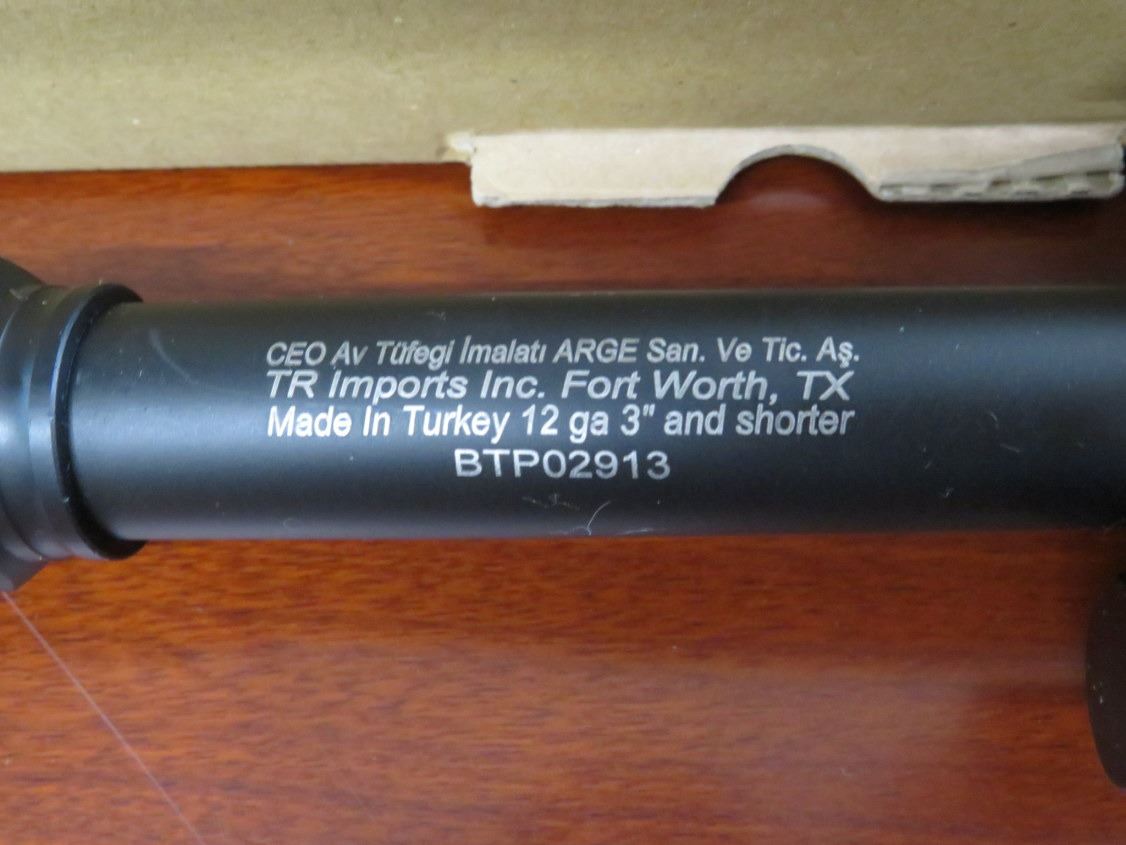 CEO Av Tüfegi İmalatı ARGE San. Ve Tic. Aş.
TR Imports Inc. Fort Worth, TX
Made In Turkey 12 ga 3" and shorter
BTP02913